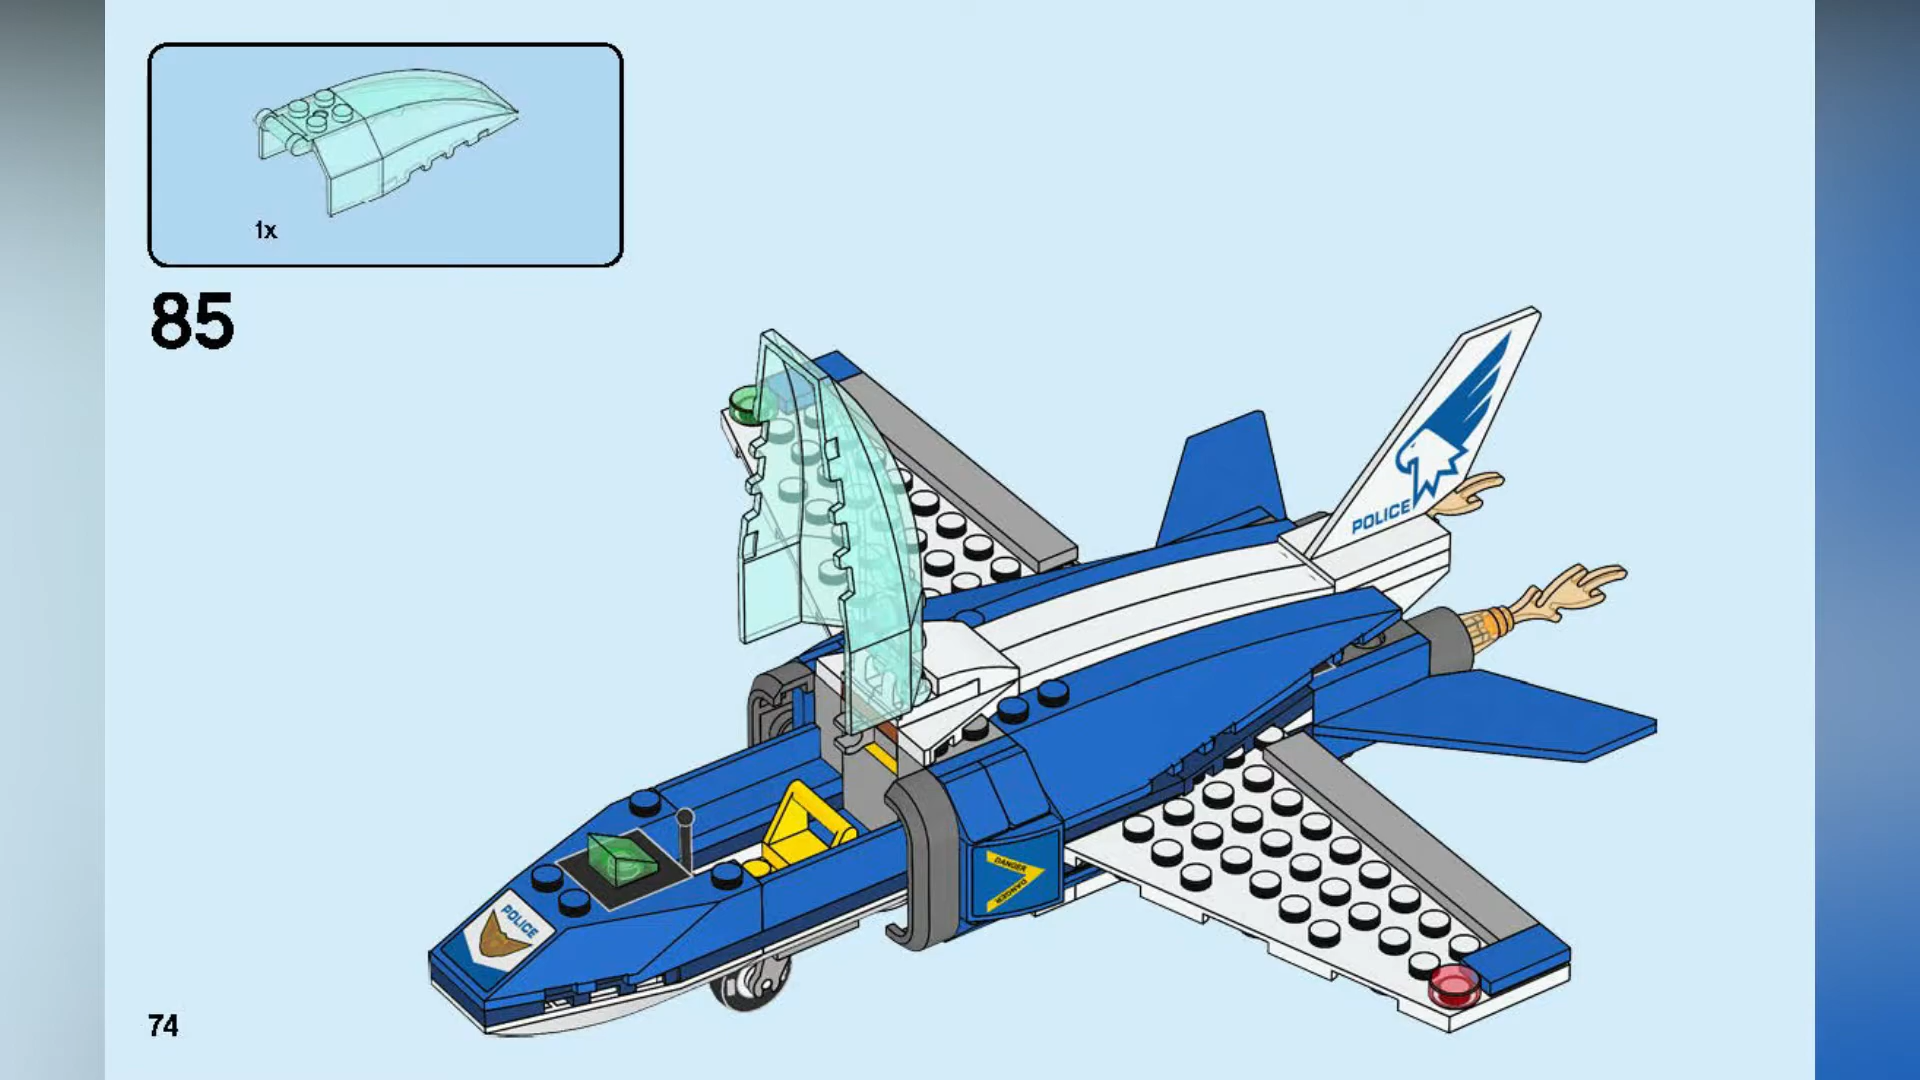 1x
85
POLICE
DANGER
DANGER
POLICE
74